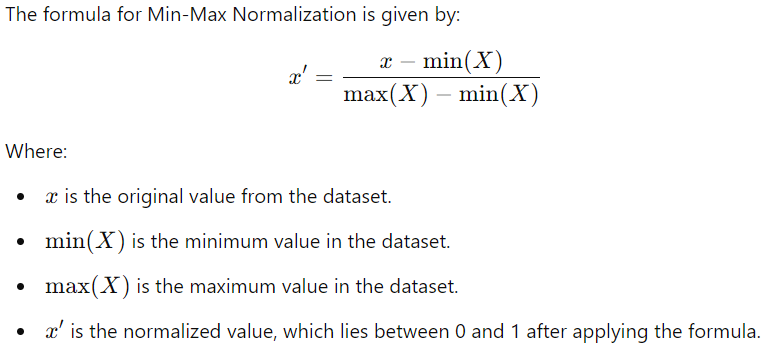 The formula for Min-Max Normalization is given by:
x′ = \frac{x − min(X)}{max(X) − min(X)}
Where:
• x is the original value from the dataset.
• min(X) is the minimum value in the dataset.
• max(X) is the maximum value in the dataset.
• x′ is the normalized value, which lies between 0 and 1 after applying the formula.